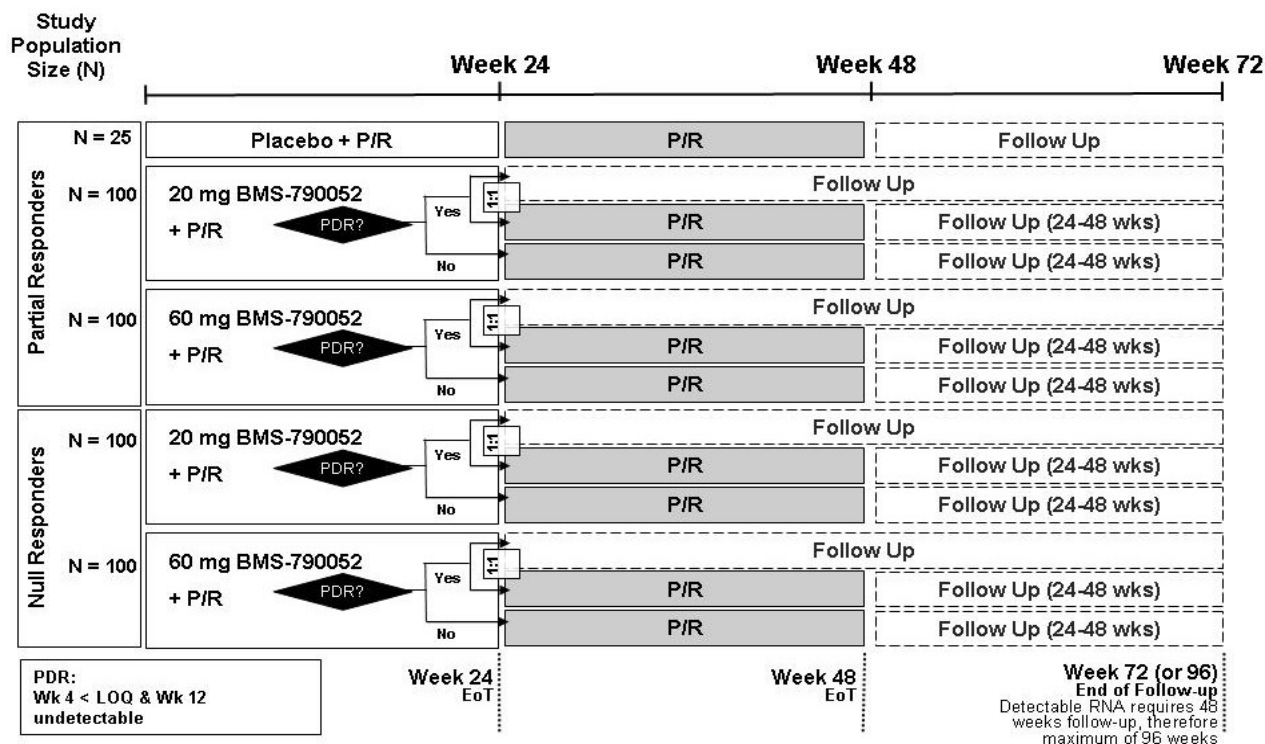 Study
Population
Size (N)
Week 24
Week 48
Week 72
Partial Responders
N = 25
Placebo + P/R
P/R
Follow Up
N = 100
20 mg BMS-790052
+ P/R
PDR?
Yes
No
1:1
Follow Up
P/R
Follow Up (24-48 wks)
P/R
Follow Up (24-48 wks)
N = 100
60 mg BMS-790052
+ P/R
PDR?
Yes
No
1:1
Follow Up
P/R
Follow Up (24-48 wks)
P/R
Follow Up (24-48 wks)
Null Responders
N = 100
20 mg BMS-790052
+ P/R
PDR?
Yes
No
1:1
Follow Up
P/R
Follow Up (24-48 wks)
P/R
Follow Up (24-48 wks)
N = 100
60 mg BMS-790052
+ P/R
PDR?
Yes
No
1:1
Follow Up
P/R
Follow Up (24-48 wks)
P/R
Follow Up (24-48 wks)
PDR:
Wk 4 < LOQ & Wk 12
undetectable
Week 24
EoT
Week 48
EoT
Week 72 (or 96)
End of Follow-up
Detectable RNA requires 48
weeks follow-up, therefore
maximum of 96 weeks